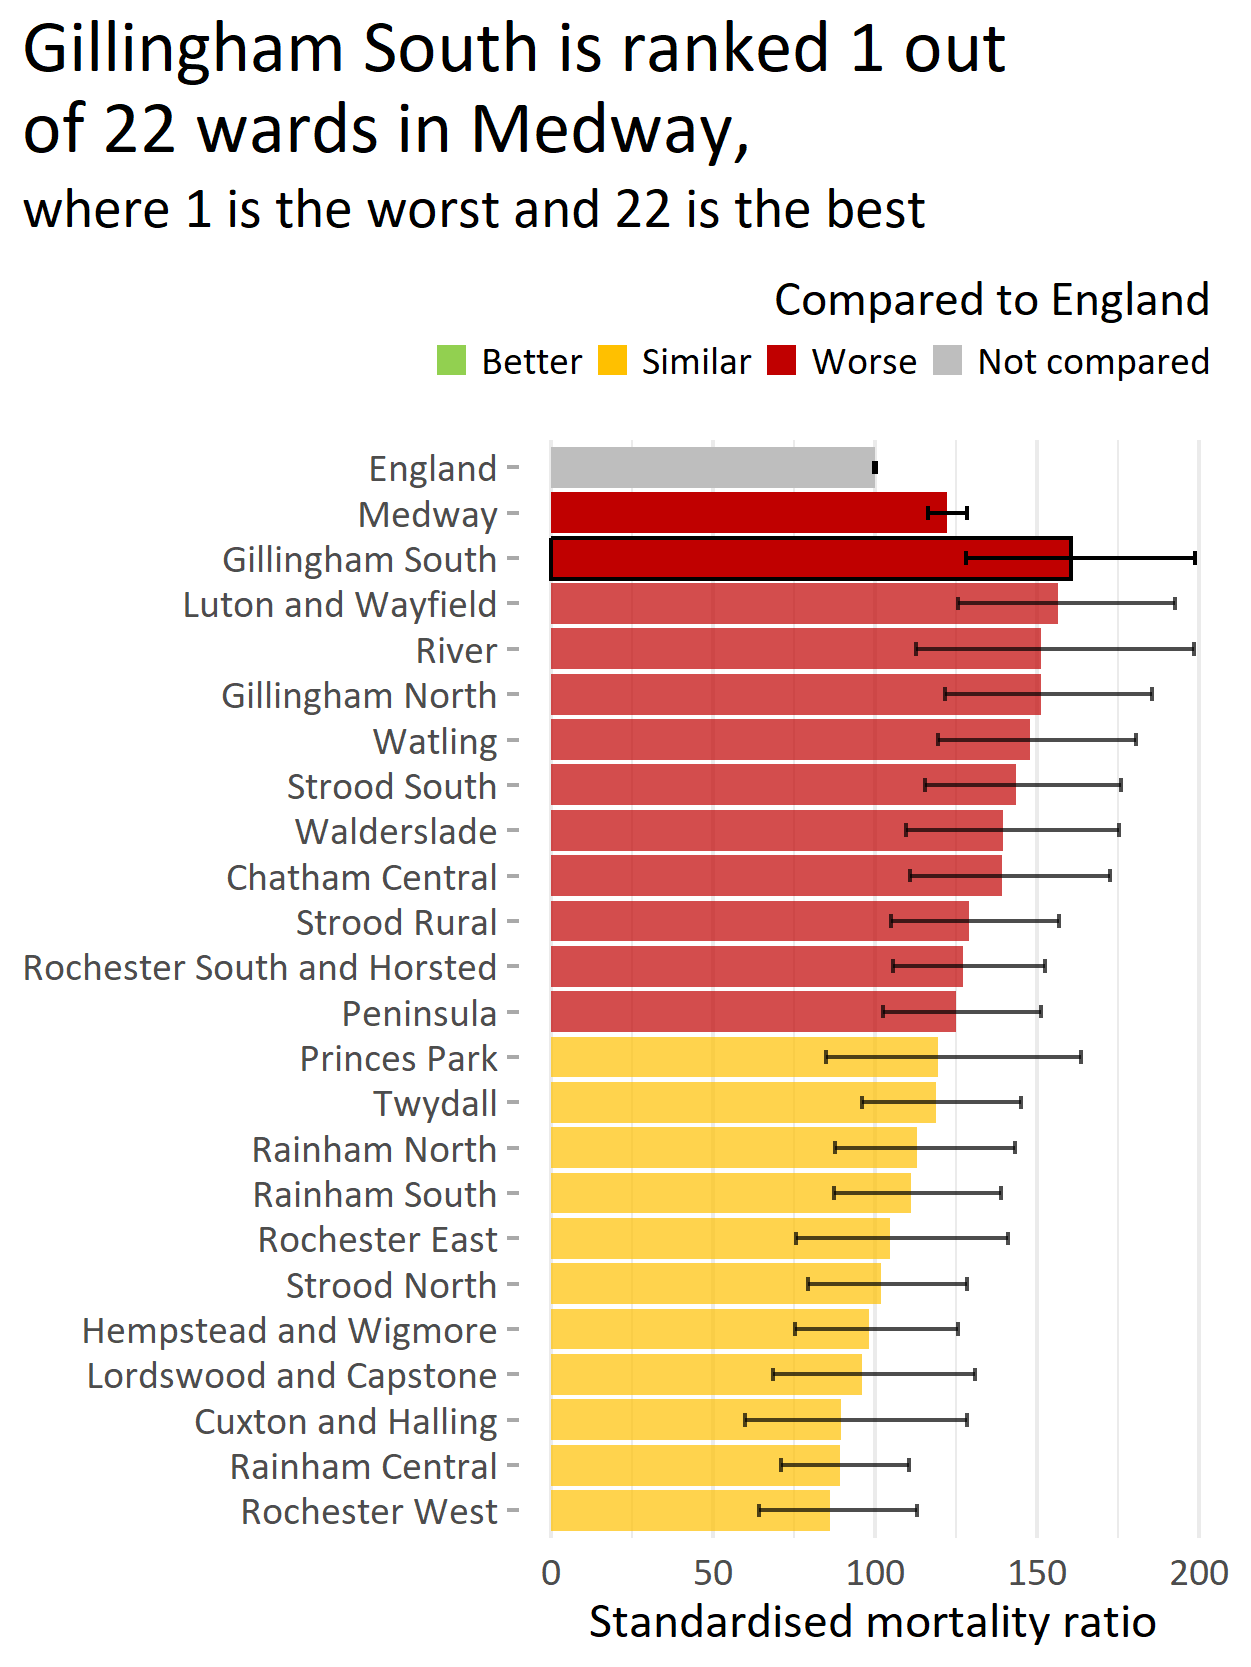 Gillingham South is ranked 1 out
of 22 wards in Medway,
where 1 is the worst and 22 is the best
Compared to England
Better Similar Worse Not compared
England
Medway
Gillingham South
Luton and Wayfield
River
Gillingham North
Watling
Strood South
Walderslade
Chatham Central
Strood Rural
Rochester South and Horsted
Peninsula
Princes Park
Twydall
Rainham North
Rainham South
Rochester East
Strood North
Hempstead and Wigmore
Lordswood and Capstone
Cuxton and Halling
Rainham Central
Rochester West
0 50 100 150 200
Standardised mortality ratio